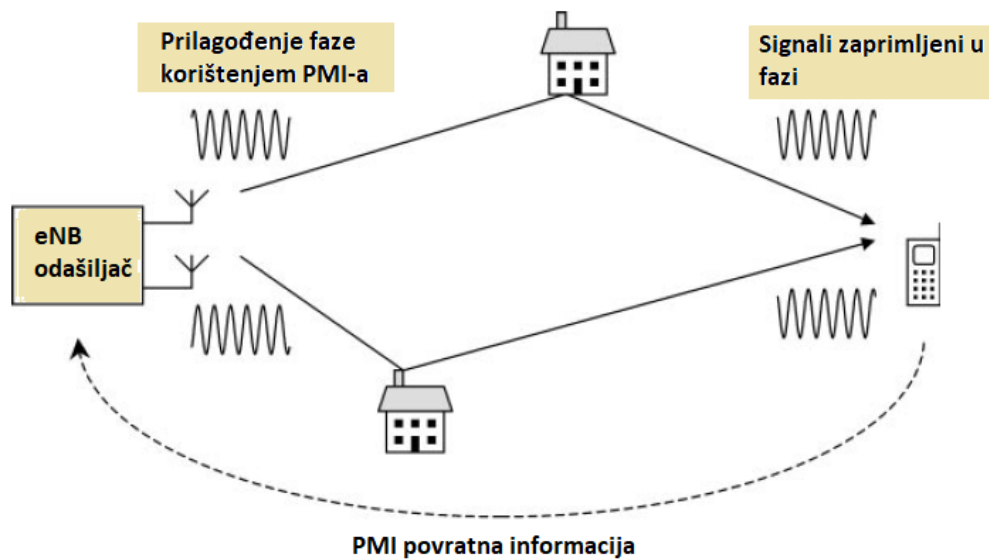 Prilagođenje faze
korištenjem PMI-a
Signali zaprimljeni u
fazi
eNB
odašiljač
PMI povratna informacija